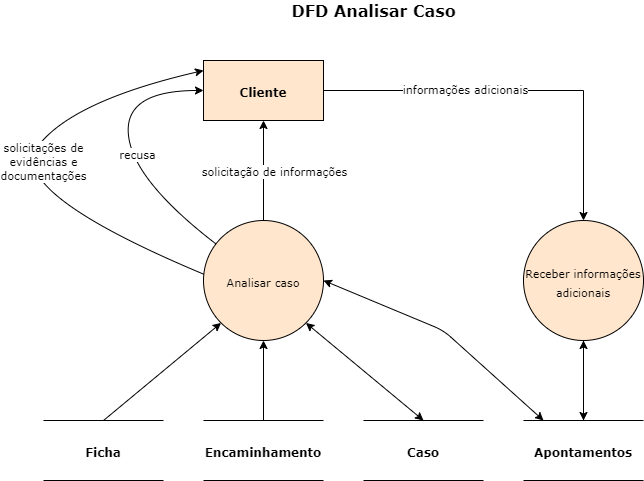 DFD Analisar Caso
Cliente
informações adicionais
solicitações de
evidências e
documentações
recusa
solicitação de informações
Analisar caso
Receber informações
adicionais
Ficha
Encaminhamento
Caso
Apontamentos